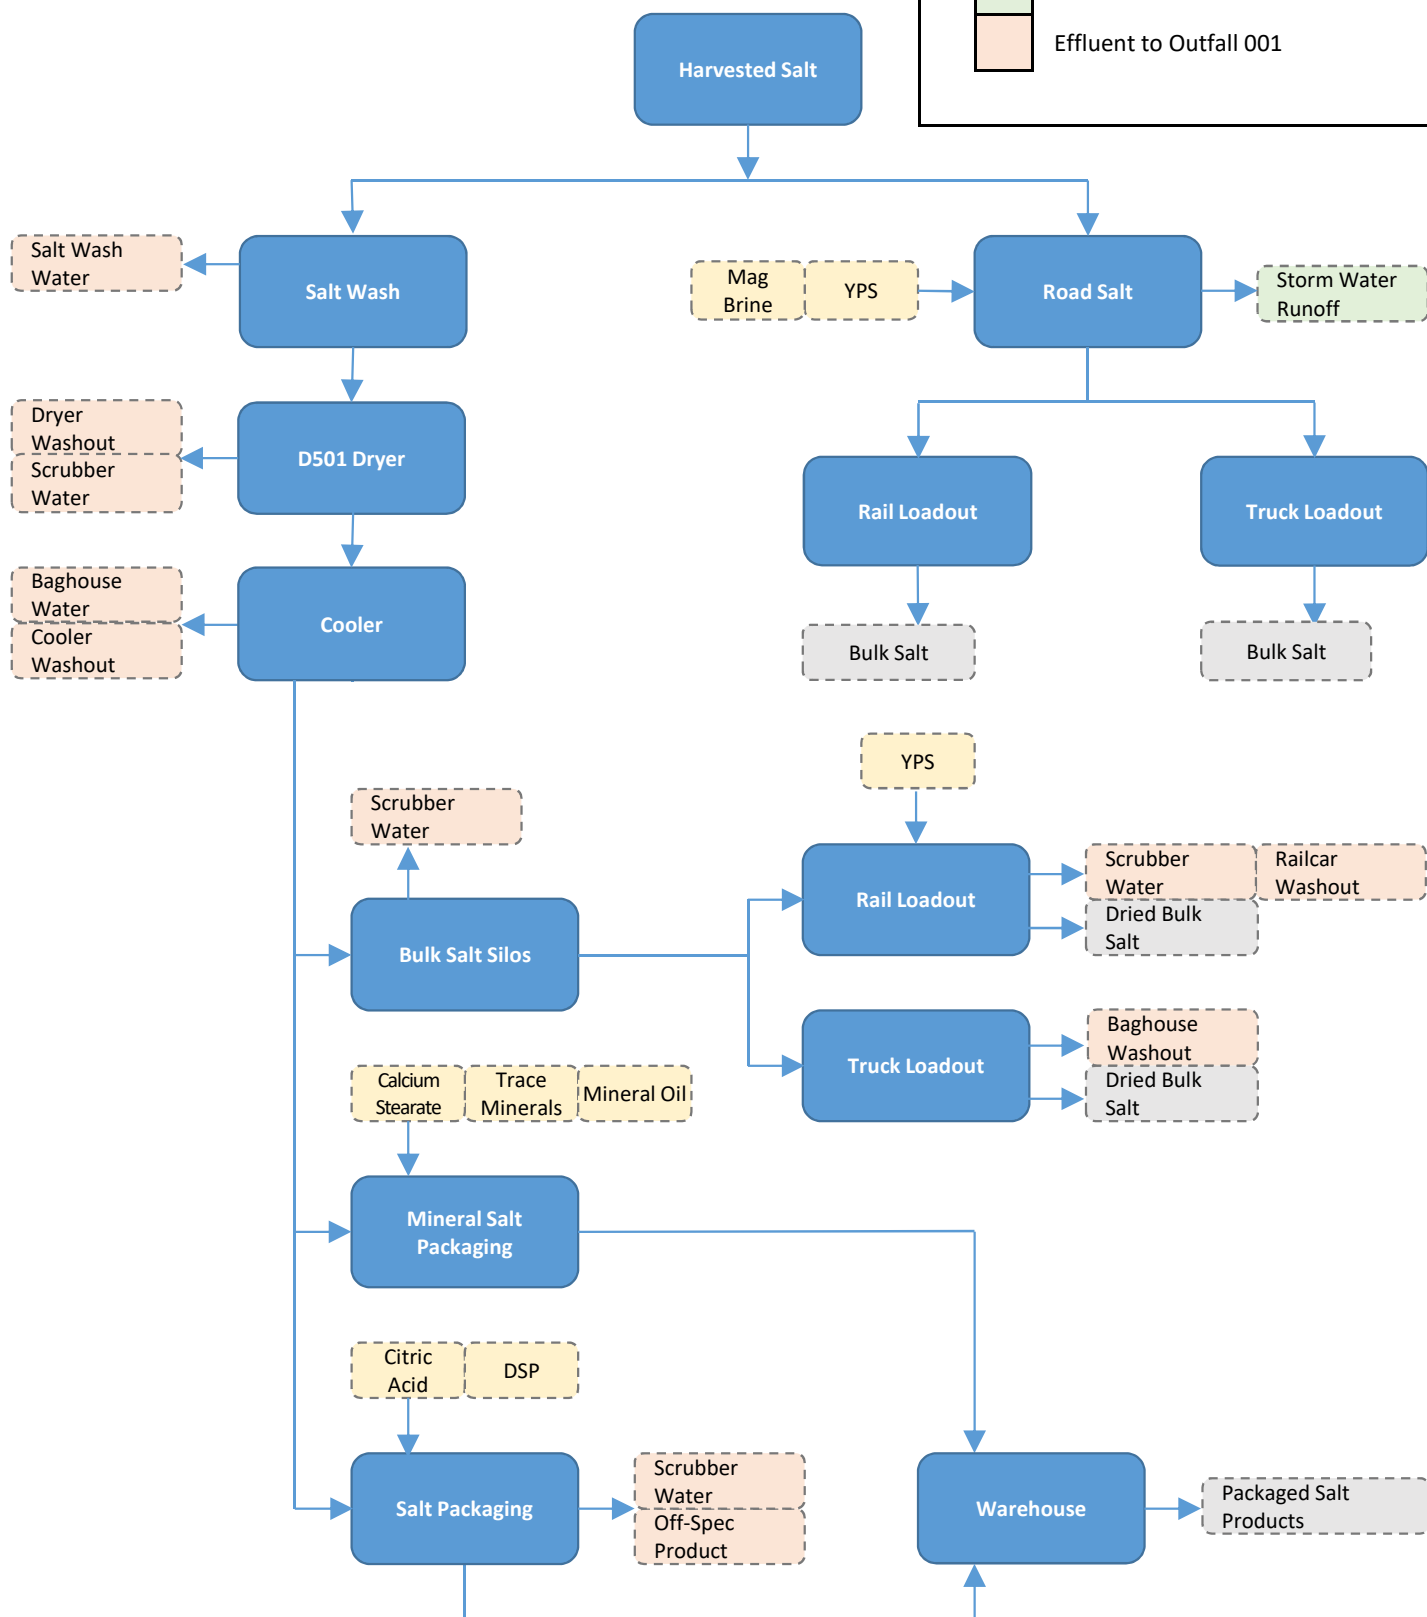 Effluent to Outfall 001
Harvested Salt
Salt Wash
Water
Salt Wash
Mag
Brine
YPS
Road Salt
Storm Water
Runoff
Dryer
Washout
Scrubber
Water
D501 Dryer
Rail Loadout
Truck Loadout
Baghouse
Water
Cooler
Washout
Cooler
Bulk Salt
Bulk Salt
YPS
Scrubber
Water
Bulk Salt Silos
Rail Loadout
Scrubber
Water
Railcar
Washout
Dried Bulk
Salt
Truck Loadout
Baghouse
Washout
Dried Bulk
Salt
Calcium
Stearate
Trace
Minerals
Mineral Oil
Mineral Salt
Packaging
Citric
Acid
DSP
Salt Packaging
Scrubber
Water
Off-Spec
Product
Warehouse
Packaged Salt
Products